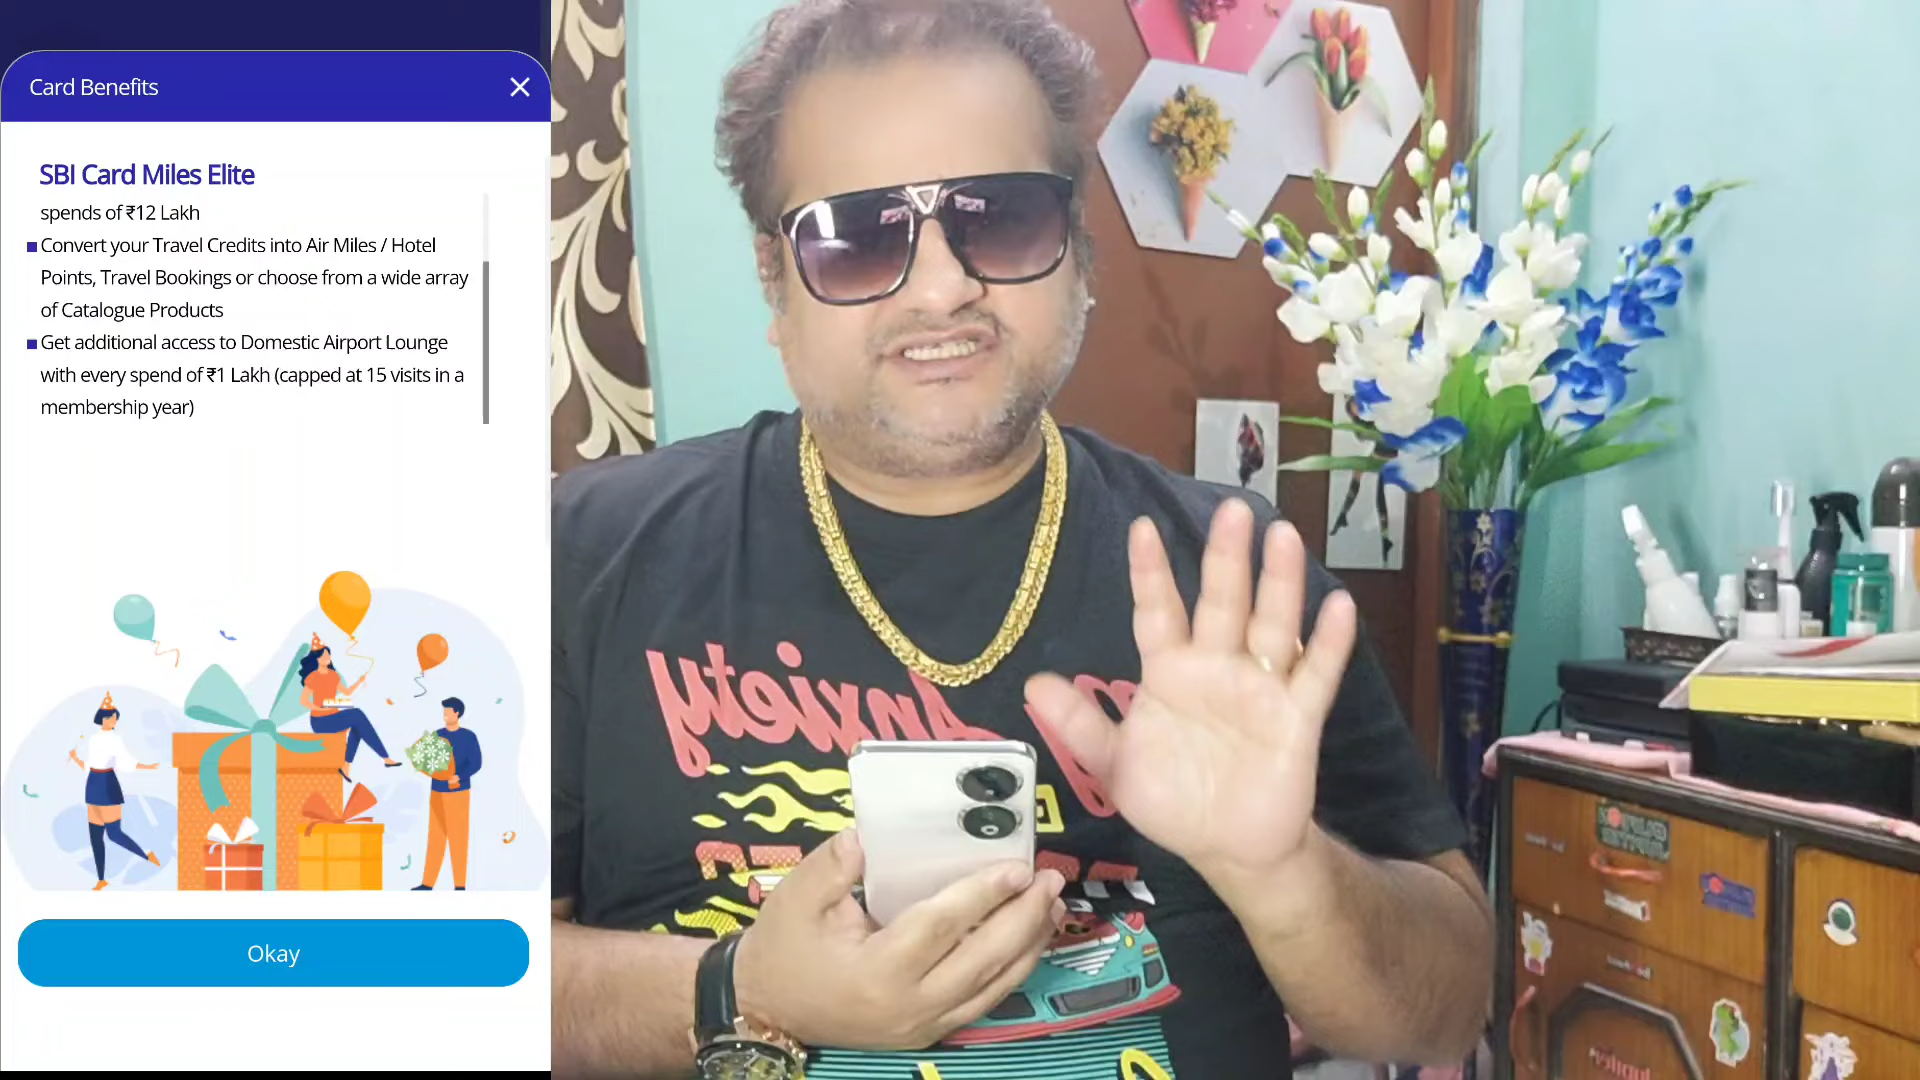 Card Benefits
SBI Card Miles Elite
spends of ₹12 Lakh
Convert your Travel Credits into Air Miles / Hotel
Points, Travel Bookings or choose from a wide array
of Catalogue Products
Get additional access to Domestic Airport Lounge
with every spend of ₹1 Lakh (capped at 15 visits in a
membership year)
Okay
Anxiety